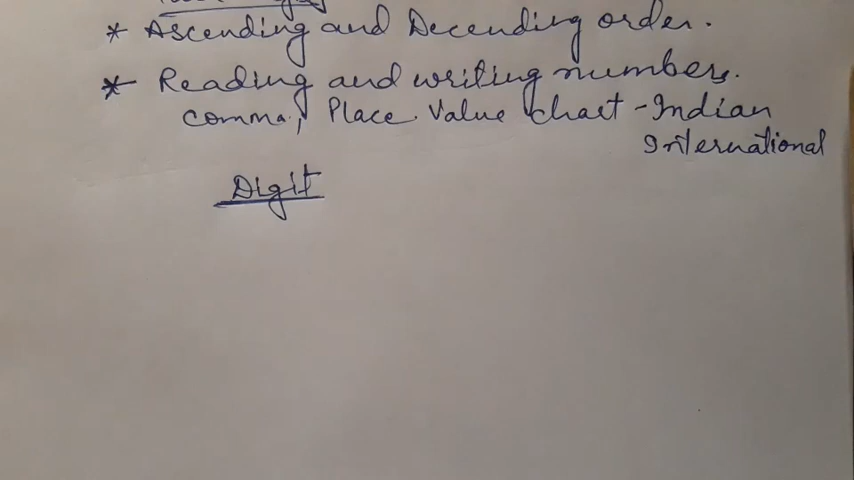 * Ascending and Decending order.
* Reading and writing numbers.
comma, Place Value chart - Indian
International
Digit